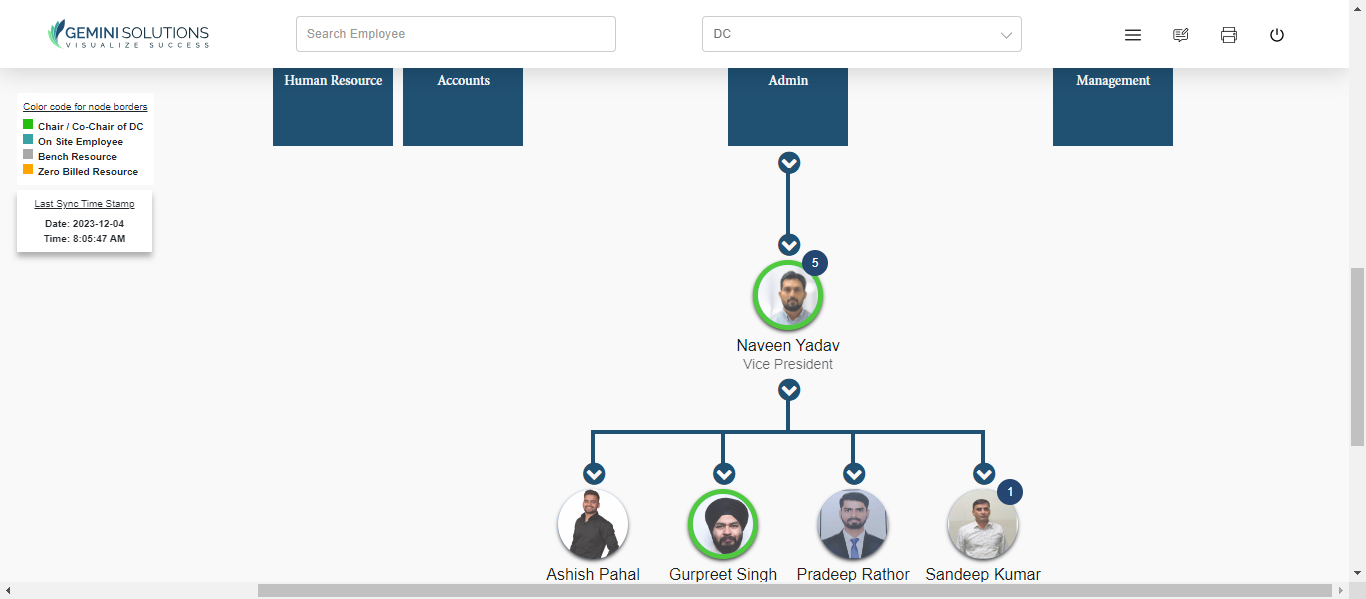 GEMINI SOLUTIONS
VISUALIZE SUCCESS
Search Employee
DC
Human Resource
Accounts
Admin
Management
Color code for node borders
Chair / Co-Chair of DC
On Site Employee
Bench Resource
Zero Billed Resource
Last Sync Time Stamp
Date: 2023-12-04
Time: 8:05:47 AM
5
Naveen Yadav
Vice President
1
Ashish Pahal
Gurpreet Singh
Pradeep Rathor
Sandeep Kumar